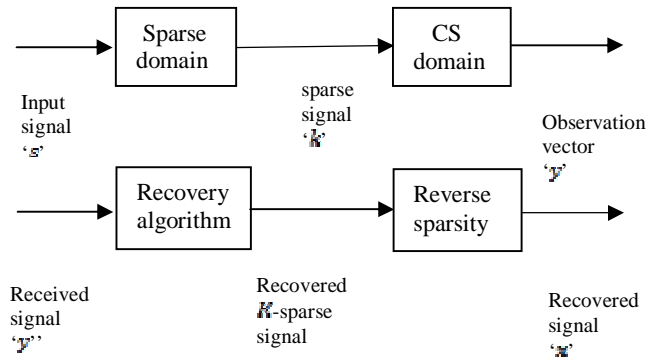 Sparse domain
CS domain
Input signal ‘s’
sparse signal ‘k’
Observation vector ‘y’
Recovery algorithm
Reverse sparsity
Received signal ‘y’’
Recovered K-sparse signal
Recovered signal ‘x’